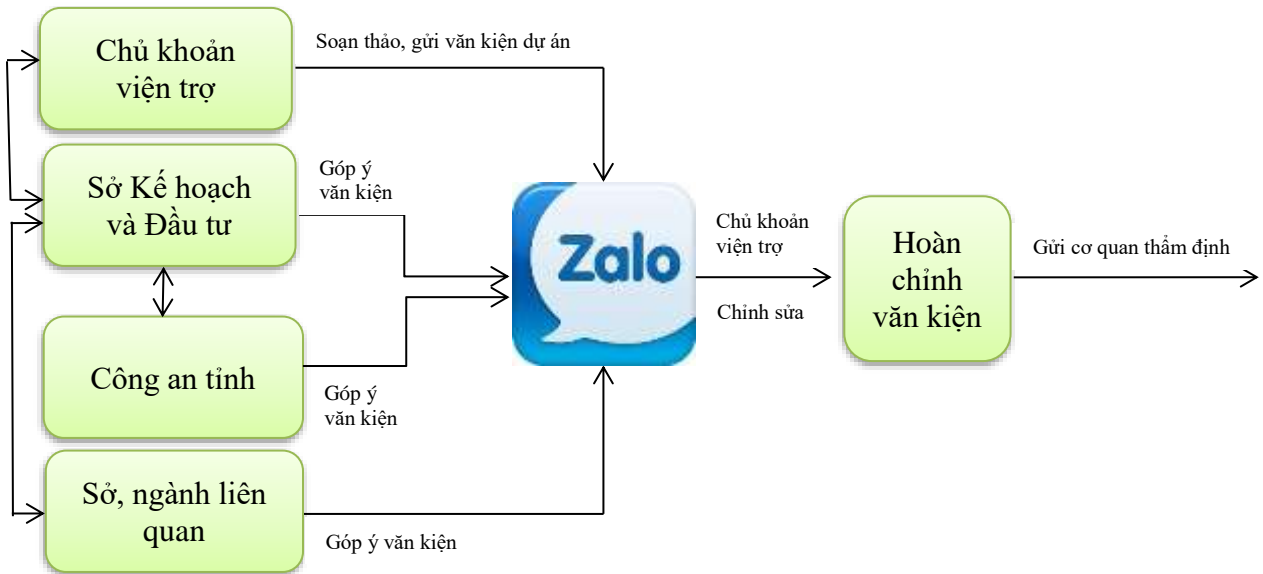 Chủ khoản
viện trợ
Soạn thảo, gửi văn kiện dự án
Sở Kế hoạch
và Đầu tư
Góp ý
văn kiện
Zalo
Chủ khoản
viện trợ
Chỉnh sửa
Hoàn
chỉnh
văn kiện
Gửi cơ quan thẩm định
Công an tỉnh
Góp ý
văn kiện
Sở, ngành liên
quan
Góp ý văn kiện